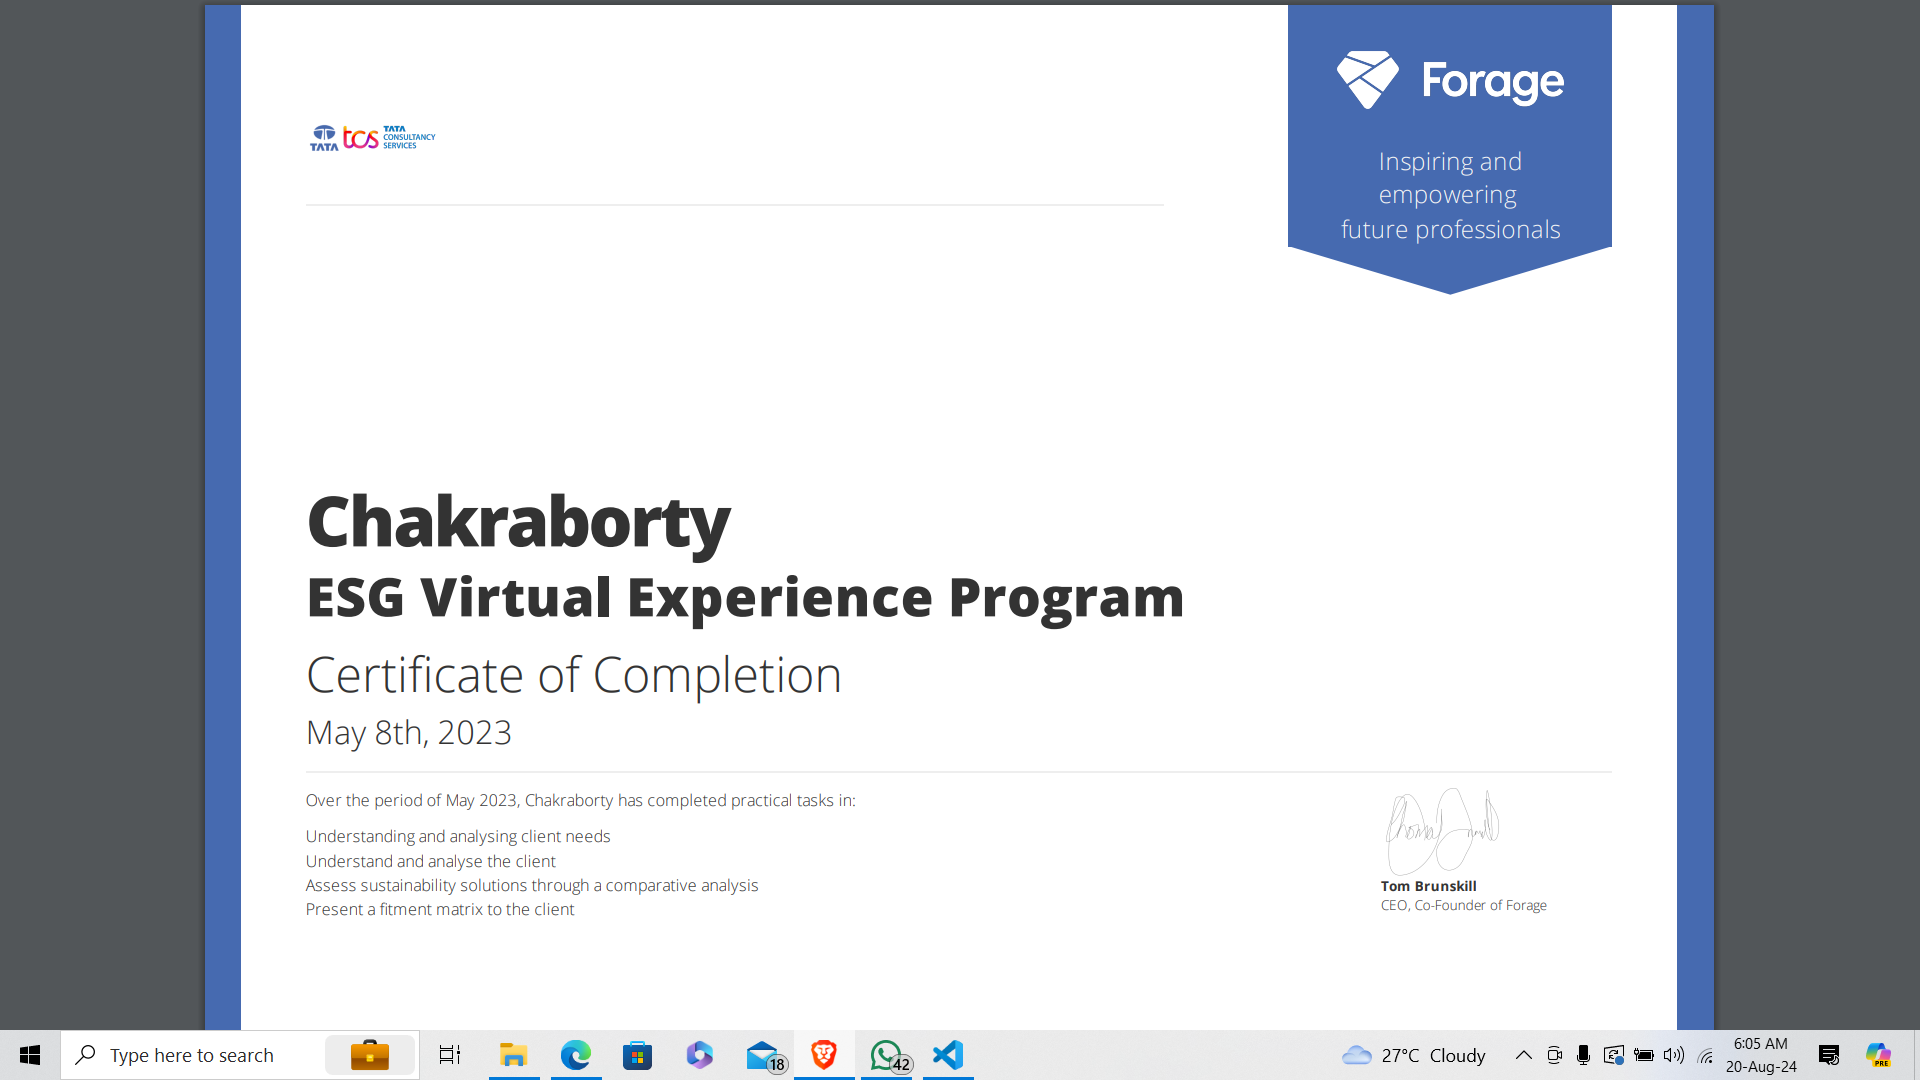 Forage
Inspiring and
empowering
future professionals
TATA
tcs
TATA
CONSULTANCY
SERVICES
Chakraborty
ESG Virtual Experience Program
Certificate of Completion
May 8th, 2023
Over the period of May 2023, Chakraborty has completed practical tasks in:
Understanding and analysing client needs
Understand and analyse the client
Assess sustainability solutions through a comparative analysis
Present a fitment matrix to the client
Tom Brunskill
CEO, Co-Founder of Forage
Type here to search
18
42
27°C Cloudy
6:05 AM
20-Aug-24
PRE